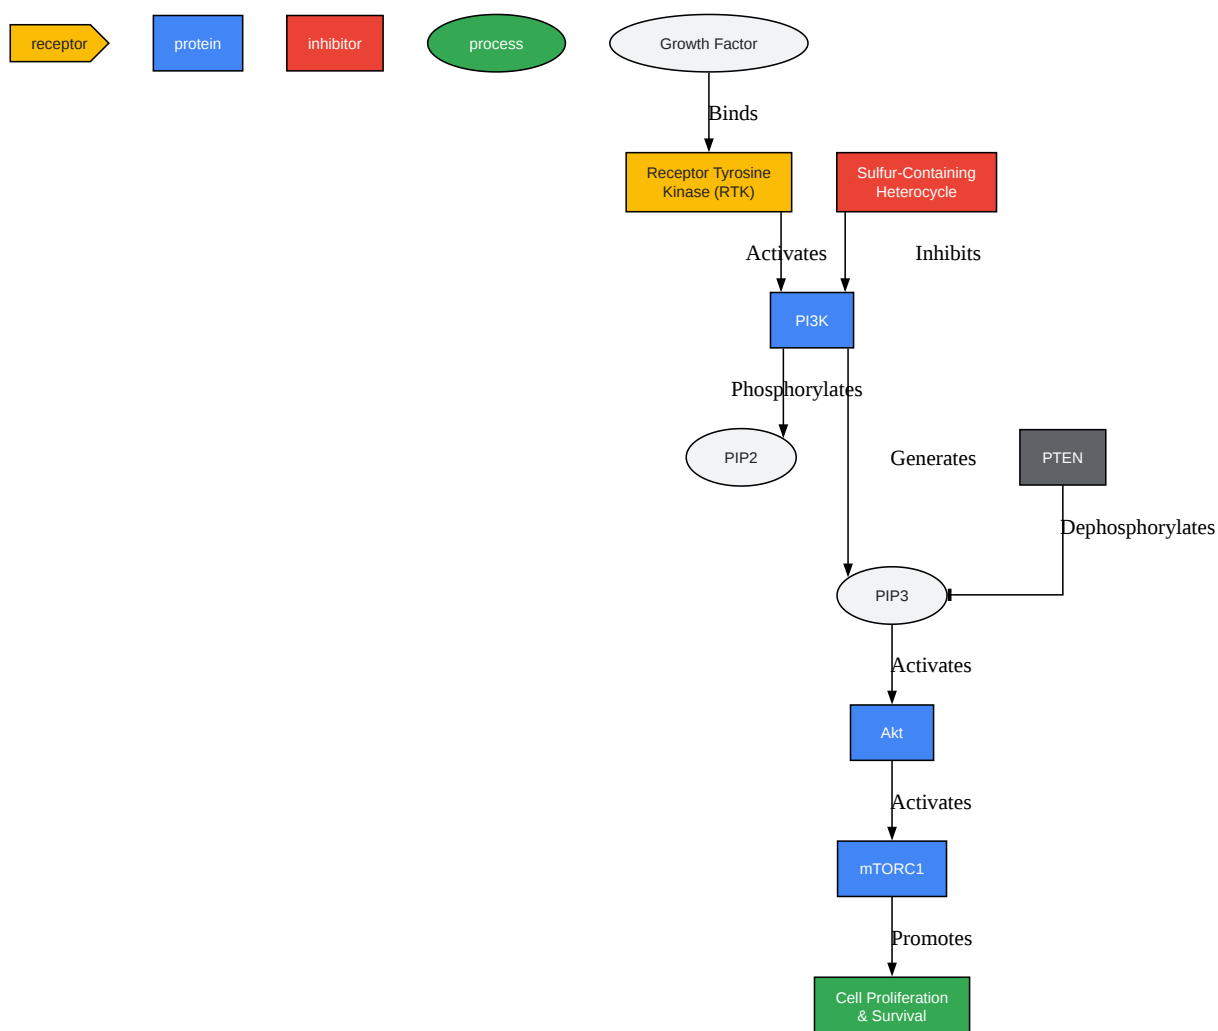 receptor
protein
inhibitor
process
Growth Factor
Binds
Receptor Tyrosine
Kinase (RTK)
Sulfur-Containing
Heterocycle
Activates
Inhibits
PI3K
Phosphorylates
PIP2
Generates
PTEN
Dephosphorylates
PIP3
Activates
Akt
Activates
mTORC1
Promotes
Cell Proliferation
& Survival